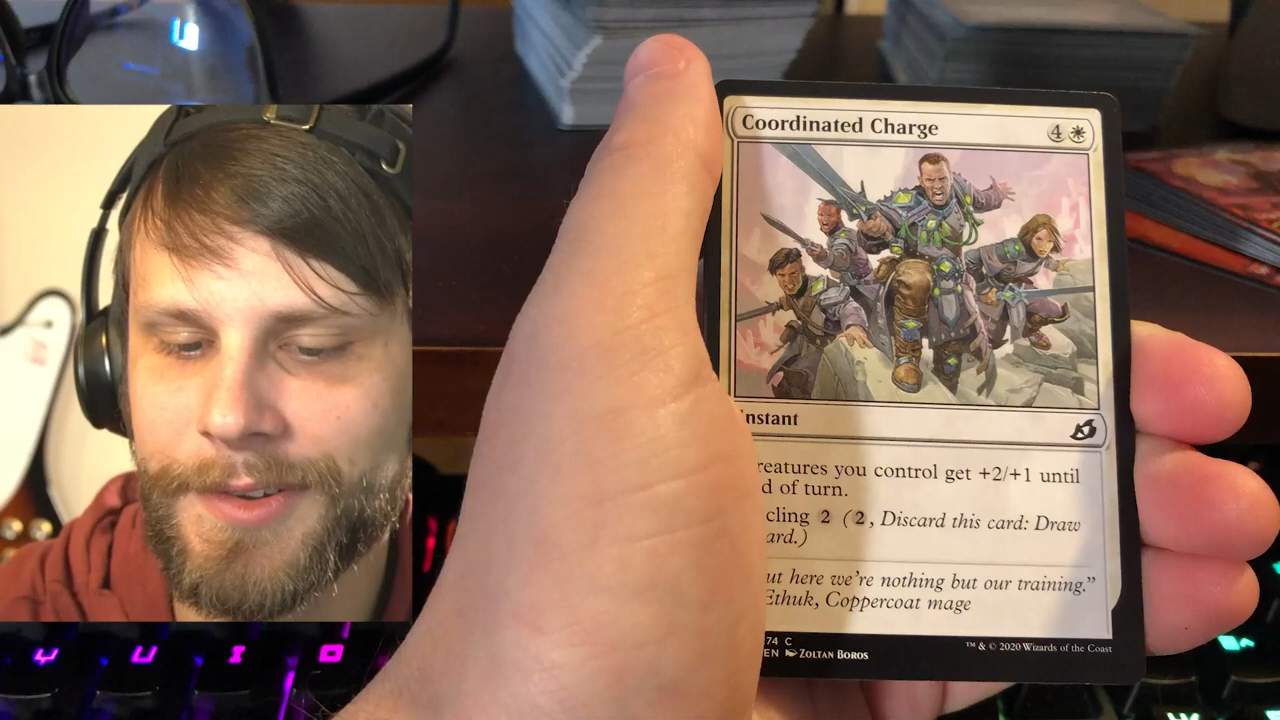 Coordinated Charge 4
Instant
reatures you control get +2/+1 until
d of turn.
cling 2 (2, Discard this card: Draw
ard.)
ut here we're nothing but our training."
Ethuk, Coppercoat mage
74 C
EN ZOLTAN BOROS
™ & © 2020 Wizards of the Coast
U I O